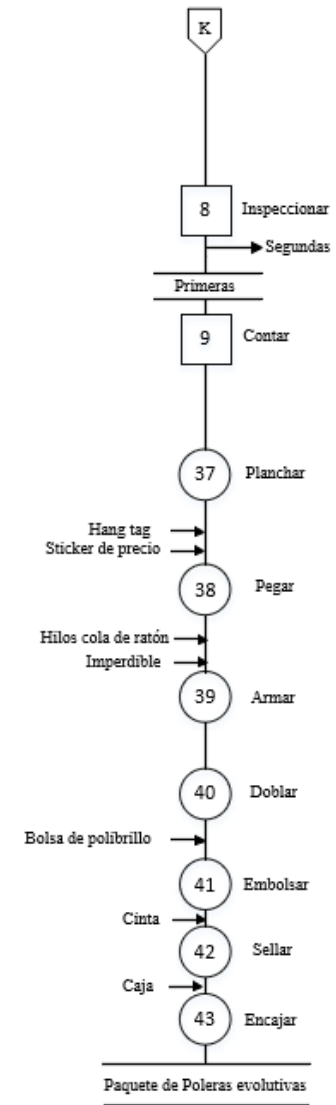 K
8 Inspeccionar
Segundas
Primeras
9 Contar
37 Planchar
Hang tag
Sticker de precio
38 Pegar
Hilos cola de ratón
Imperdible
39 Armar
40 Doblar
Bolsa de polibrillo
41 Embolsar
Cinta
42 Sellar
Caja
43 Encajar
Paquete de Poleras evolutivas